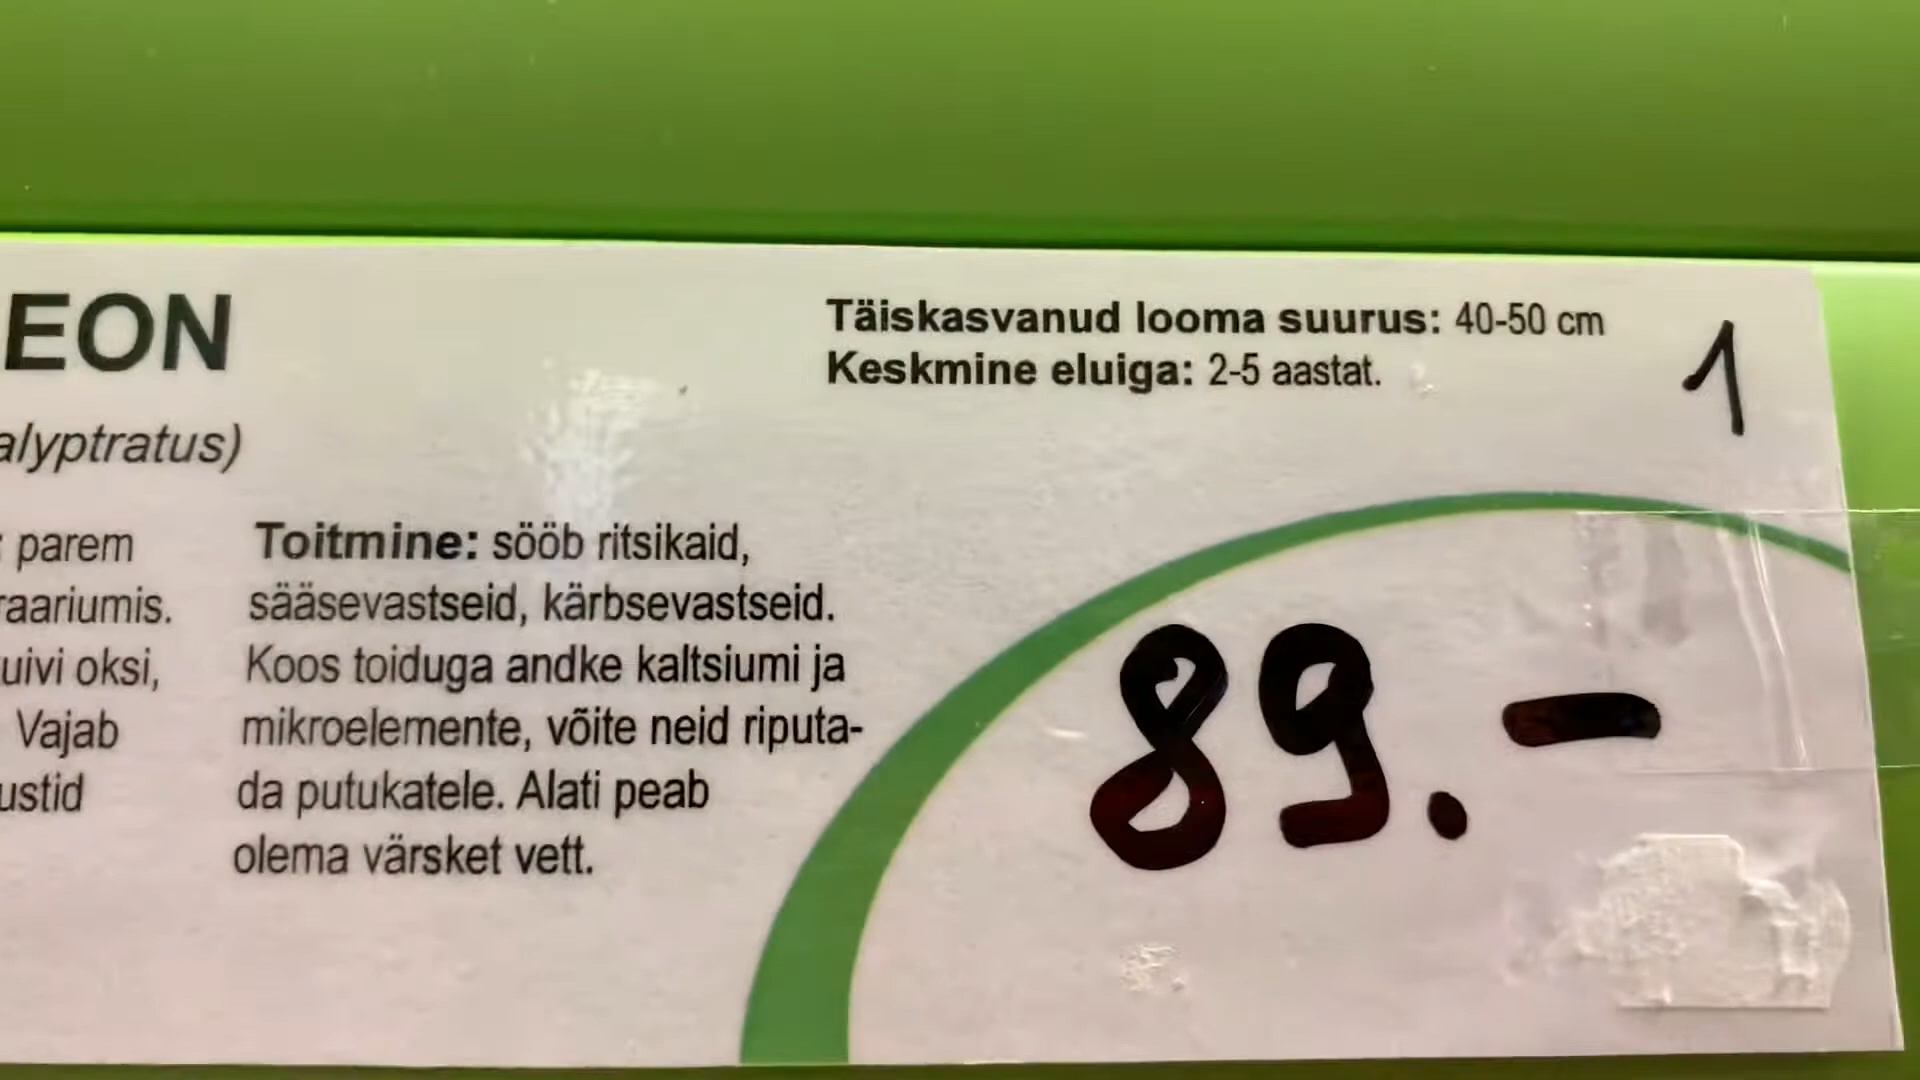 EON
alyptratus)
Täiskasvanud looma suurus: 40-50 cm
Keskmine eluiga: 2-5 aastat.
1
parem
raariumis.
uivi oksi,
Vajab
ustid
Toitmine: sööb ritsikaid,
sääsevastseid, kärbsevastseid.
Koos toiduga andke kaltsiumi ja
mikroelemente, võite neid riputa-
da putukatele. Alati peab
olema värsket vett.
89.-